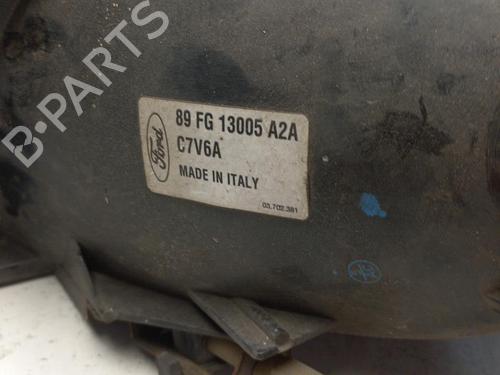 89 FG 13005 A2A
Ford
C7V6A
MADE IN ITALY
03.702.381
B-PARTS